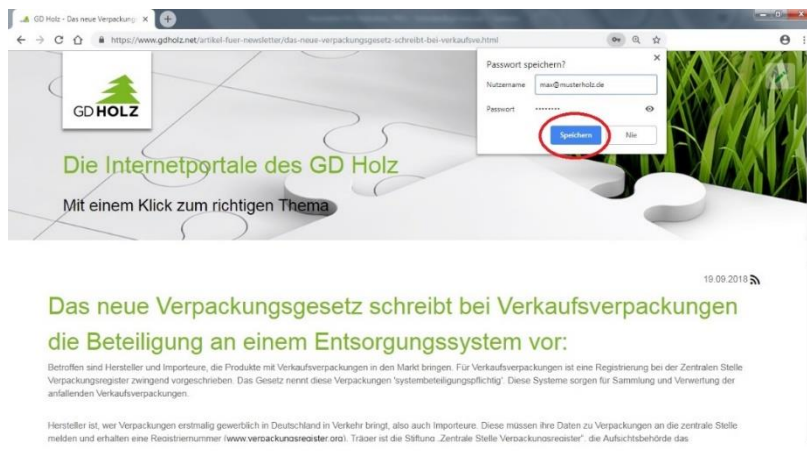 GD Holz - Das neue Verpackung
https://www.gdholz.net/artikel-fuer-newsletter/das-neue-verpackungsgesetz-schreibt-bei-verkaufsve.html
Passwort speichern?
Nutzername max@musterholz.de
Passwort ········
Speichern Nie
GD HOLZ
Die Internetportale des GD Holz
Mit einem Klick zum richtigen Thema
19.09.2018
Das neue Verpackungsgesetz schreibt bei Verkaufsverpackungen
die Beteiligung an einem Entsorgungssystem vor:
Betroffen sind Hersteller und Importeure, die Produkte mit Verkaufsverpackungen in den Markt bringen. Für Verkaufsverpackungen ist eine Registrierung bei der Zentralen Stelle
Verpackungsregister zwingend vorgeschrieben. Das Gesetz nennt diese Verpackungen 'systembeteiligungspflichtig'. Diese Systeme sorgen für Sammlung und Verwertung der
anfallenden Verkaufsverpackungen.
Hersteller ist, wer Verpackungen erstmalig gewerblich in Deutschland in Verkehr bringt, also auch Importeure. Diese müssen ihre Daten zu Verpackungen an die zentrale Stelle
melden und erhalten eine Registriernummer (www.verpackungsregister.org). Träger ist die Stiftung „Zentrale Stelle Verpackungsregister", die Aufsichtsbehörde das